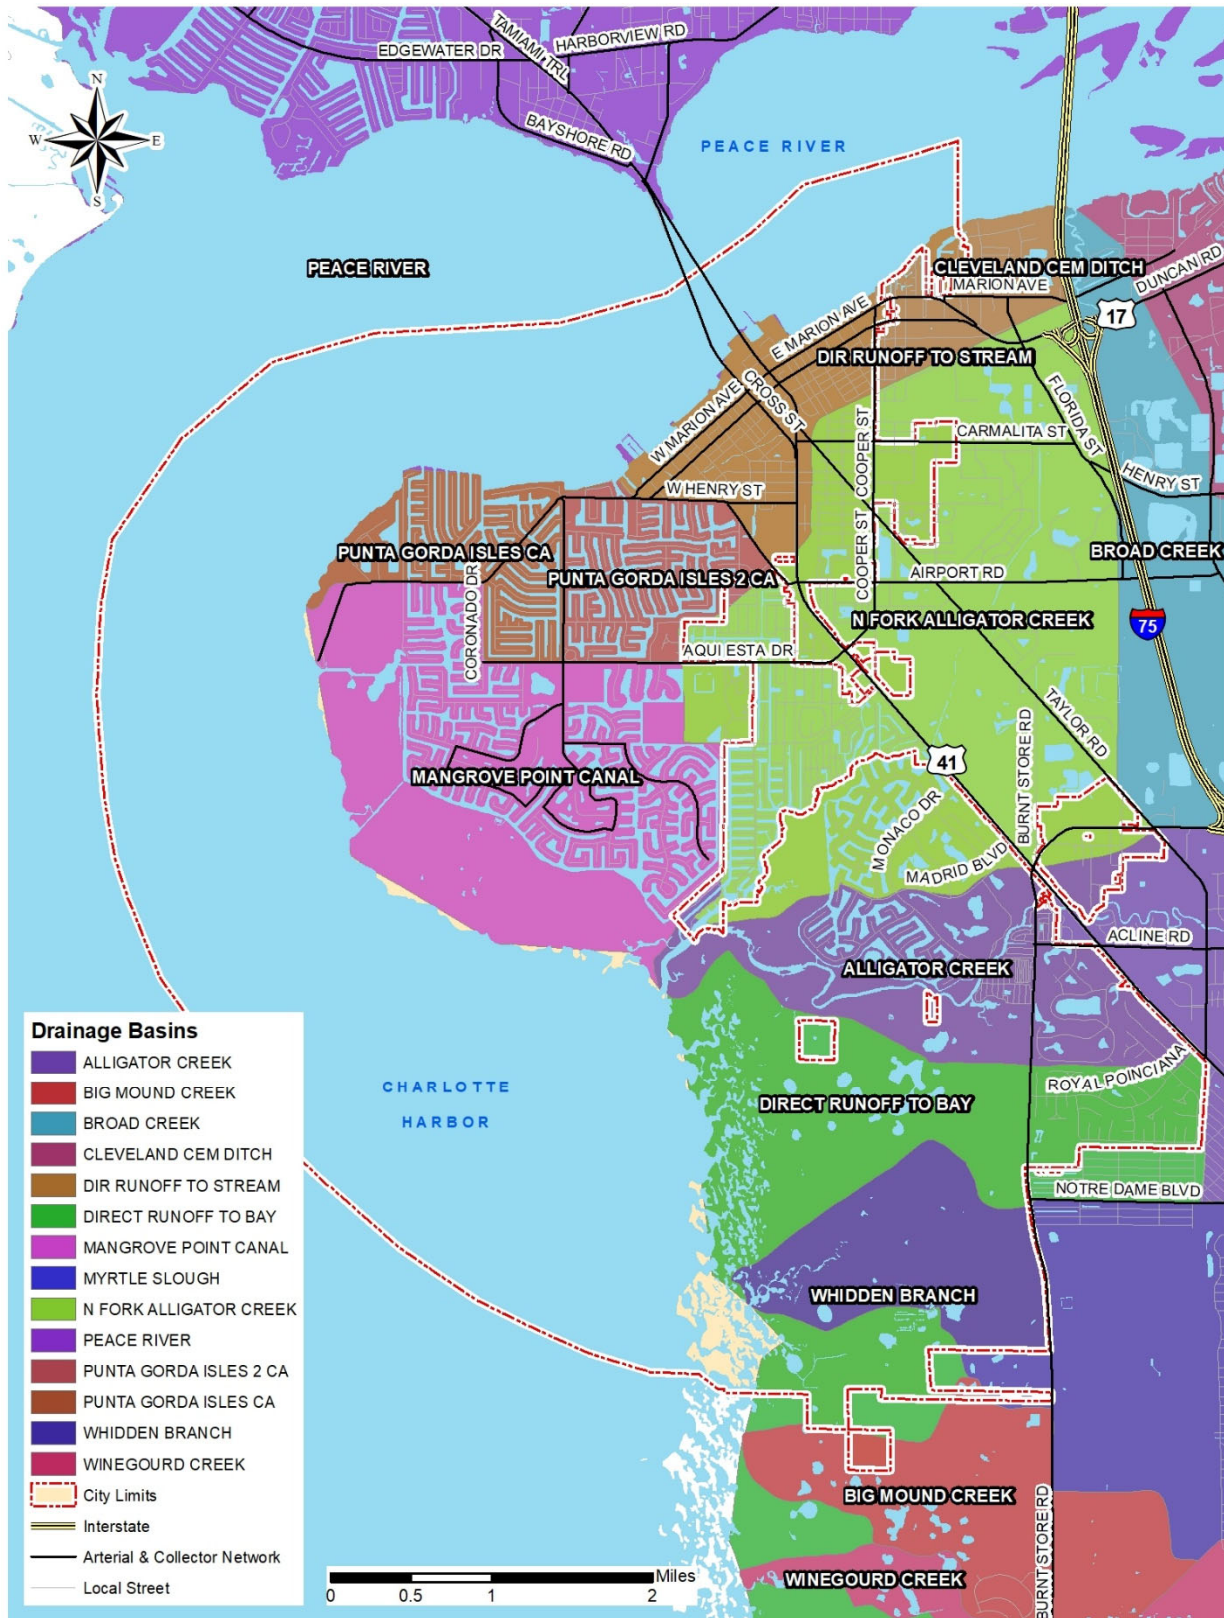 EDGEWATER DR
TAMIAMI TRL
HARBORVIEW RD
BAYSHORE RD
N
W
E
S
PEACE RIVER
PEACE RIVER
CLEVELAND CEM DITCH
DUNCAN RD
MARION AVE
17
E MARION AVE
DIR RUNOFF TO STREAM
CROSS ST
W MARION AVE
FLORIDA ST
COOPER ST
CARMALITA ST
HENRY ST
W HENRY ST
PUNTA GORDA ISLES CA
BROAD CREEK
COOPER ST
AIRPORT RD
PUNTA GORDA ISLES 2 CA
CORONADO DR
N FORK ALLIGATOR CREEK
75
AQUI ESTA DR
TAYLOR RD
BURNT STORE RD
41
MANGROVE POINT CANAL
MONACO DR
MADRID BLVD
ACLINE RD
ALLIGATOR CREEK
ROYAL POINCIANA
CHARLOTTE
HARBOR
DIRECT RUNOFF TO BAY
NOTRE DAME BLVD
WHIDDEN BRANCH
BIG MOUND CREEK
BURNT STORE RD
WINEGOURD CREEK
Drainage Basins
ALLIGATOR CREEK
BIG MOUND CREEK
BROAD CREEK
CLEVELAND CEM DITCH
DIR RUNOFF TO STREAM
DIRECT RUNOFF TO BAY
MANGROVE POINT CANAL
MYRTLE SLOUGH
N FORK ALLIGATOR CREEK
PEACE RIVER
PUNTA GORDA ISLES 2 CA
PUNTA GORDA ISLES CA
WHIDDEN BRANCH
WINEGOURD CREEK
City Limits
Interstate
Arterial & Collector Network
Local Street
Miles
0 0.5 1 2